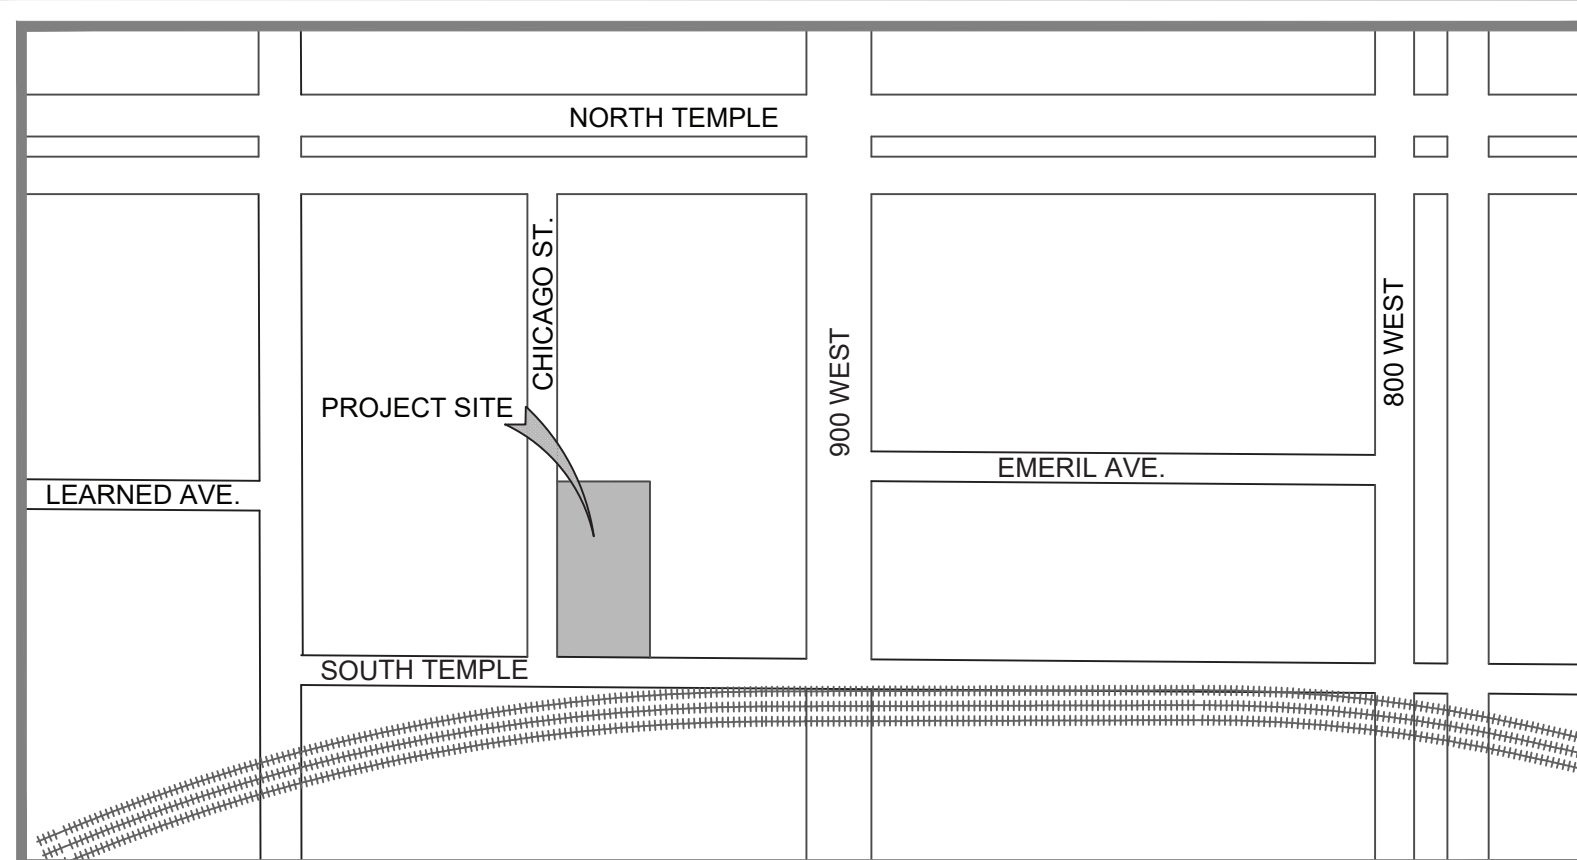 NORTH TEMPLE
CHICAGO ST.
800 WEST
900 WEST
PROJECT SITE
EMERIL AVE.
LEARNED AVE.
SOUTH TEMPLE